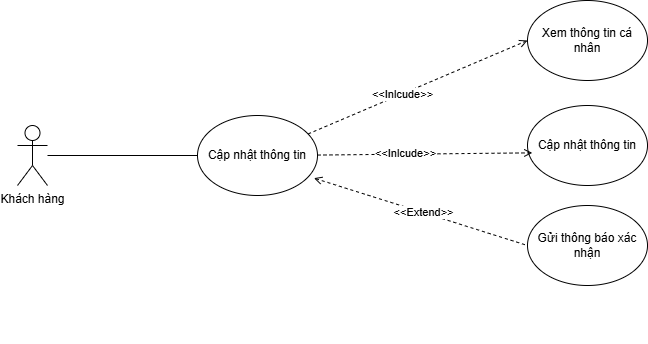 Xem thông tin cá
nhân
<<Inlcude>>
Cập nhật thông tin
<<Inlcude>>
Cập nhật thông tin
Khách hàng
<<Extend>>
Gửi thông báo xác
nhận